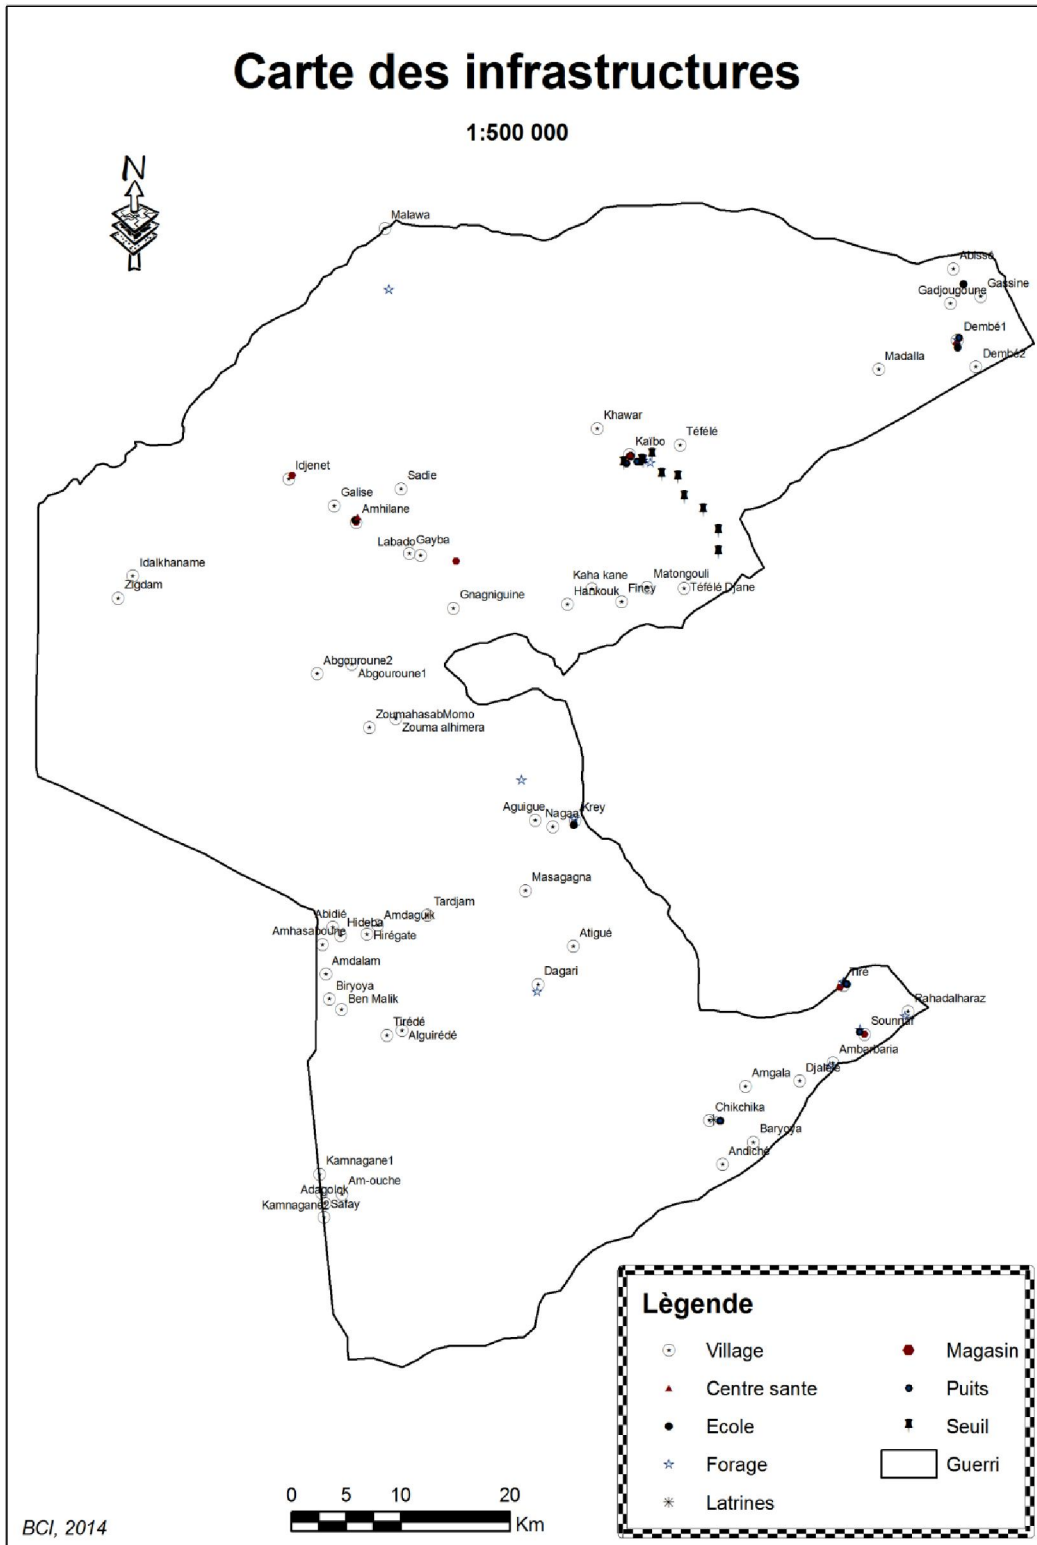 Carte des infrastructures
1:500 000
N
Malawa
Abissé
Gassine
Gadjougoune
Dembé1
Dembé2
Madalla
Khawar
Kaïbo
Téfélé
Idjenet
Sadie
Galise
Amhilane
Labado
Gayba
Idalkhaname
Zigdam
Kaha kane
Matongouli
Hankouk
Finey
Téfélé Djane
Gnagniguine
Abgouroune2
Abgouroune1
ZoumahasabMomo
Zouma alhimera
Aguigue
Nagaa
Krey
Masagagna
Tardjam
Abidié
Hideba
Amdaguik
Amhasaboune
Hirégate
Atigué
Amdalam
Dagari
Tiré
Biryoya
Ben Malik
Rahadalharaz
Tirédé
Alguirédé
Sounnar
Ambarbaria
Djalélé
Amgala
Chikchika
Baryoya
Andiché
Kamnagane1
Am-ouche
Adagolok
Kamnagane2
Safay
Lègende
Village
Magasin
Centre sante
Puits
Ecole
Seuil
Forage
Guerri
Latrines
0 5 10 20
Km
BCI, 2014